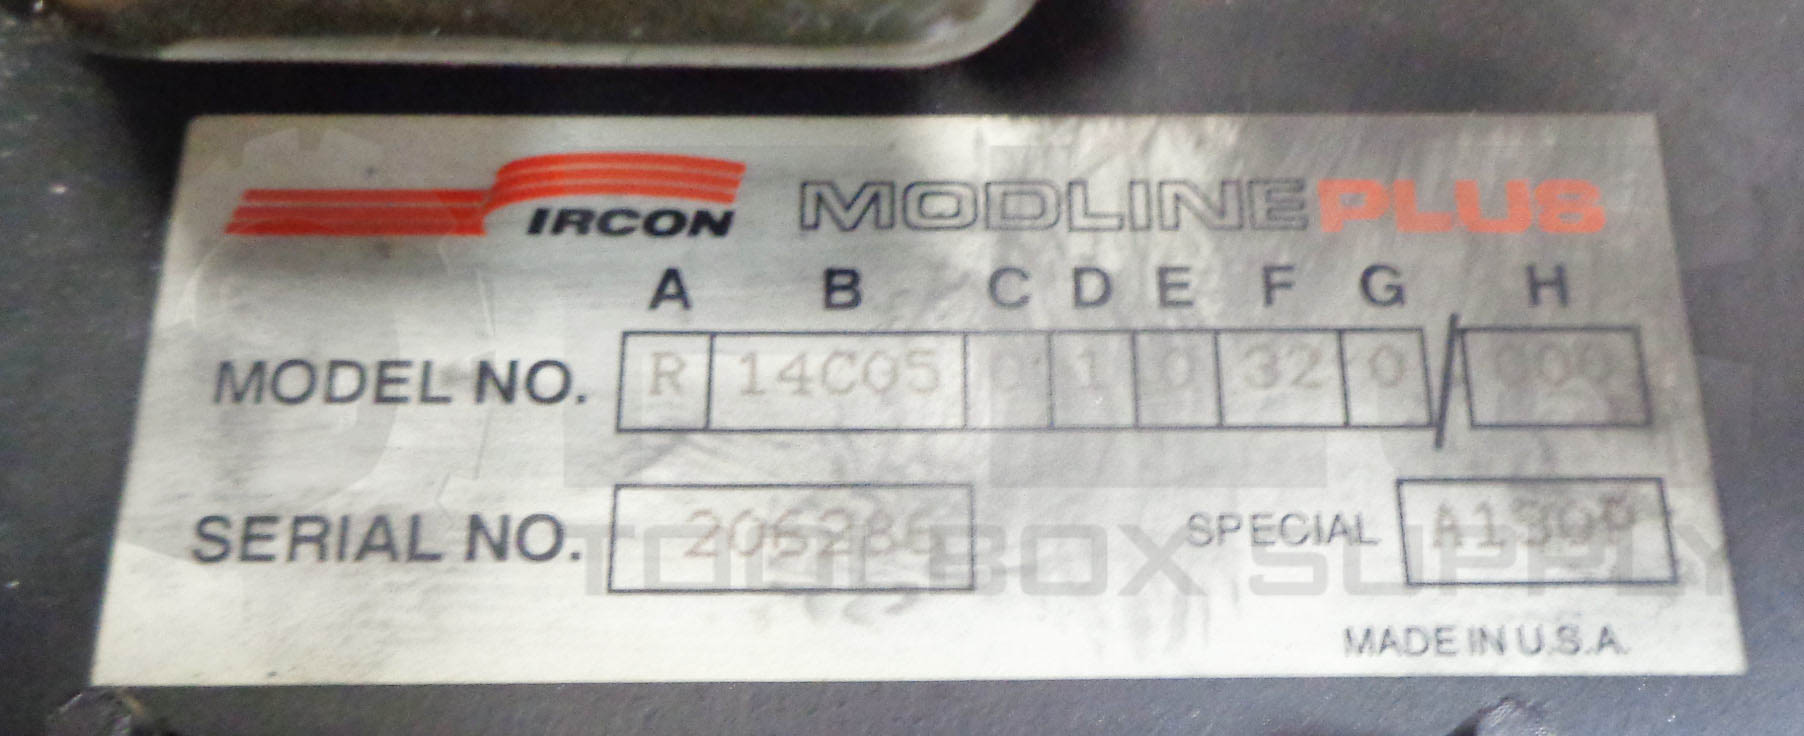 IRCON MODLINEPLUS
A B C D E F G H
MODEL NO. R 14C05 0 1 0 32 0 / 000
SERIAL NO. 206286 SPECIAL A130P
TOOLBOX SUPPLY
MADE IN U.S.A.